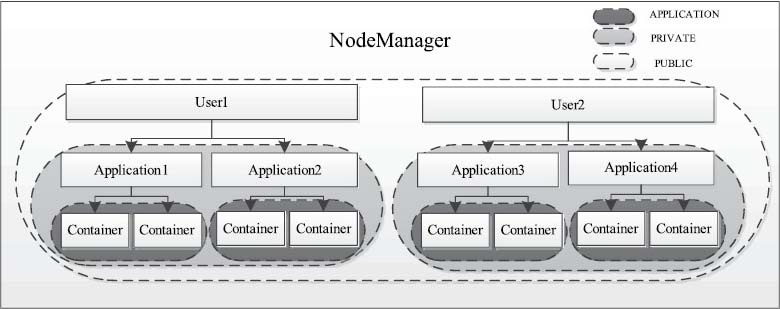 NodeManager
APPLICATION
PRIVATE
PUBLIC
User1
User2
Application1
Application2
Application3
Application4
Container
Container
Container
Container
Container
Container
Container
Container